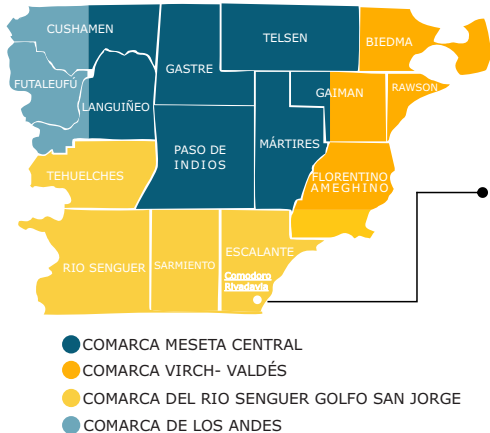 CUSHAMEN
TELSEN
BIEDMA
GASTRE
FUTALEUFÚ
LANGUIÑEO
GAIMAN
RAWSON
PASO DE
INDIOS
MÁRTIRES
TEHUELCHES
FLORENTINO
AMEGHINO
RIO SENGUER
SARMIENTO
ESCALANTE
Comodoro
Rivadavia
COMARCA MESETA CENTRAL
COMARCA VIRCH- VALDÉS
COMARCA DEL RIO SENGUER GOLFO SAN JORGE
COMARCA DE LOS ANDES